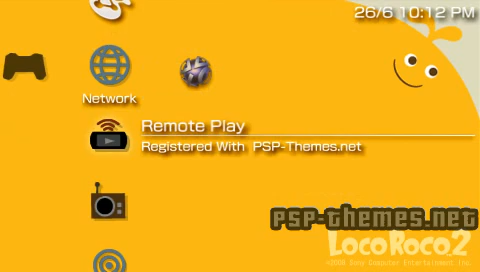 26/6 10:12 PM
Network
Remote Play
Registered With PSP-Themes.net
PSP-themes.net
LocoRoco2
©2008 Sony Computer Entertainment Inc.